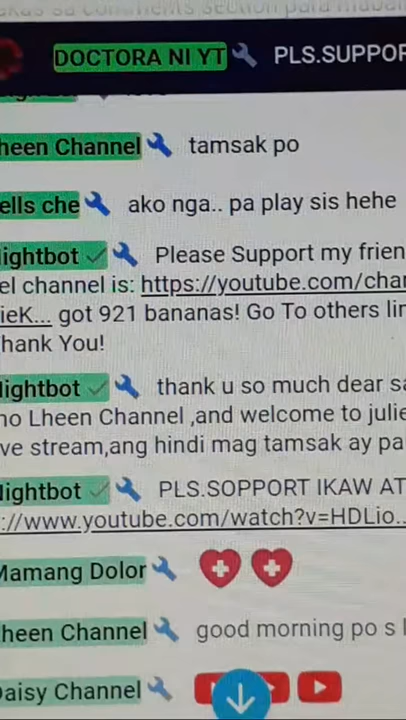 DOCTORA NI YT PLS.SUPPOR
heen Channel tamsak po
ells che ako nga.. pa play sis hehe
ightbot Please Support my frien
el channel is: https://youtube.com/char
ieK... got 921 bananas! Go To others lin
hank You!
ightbot thank u so much dear sa
no Lheen Channel ,and welcome to julie
ve stream,ang hindi mag tamsak ay pa
Nightbot PLS.SOPPORT IKAW AT
://www.youtube.com/watch?v=HDLio...
Mamang Dolor
heen Channel good morning po s l
Daisy Channel